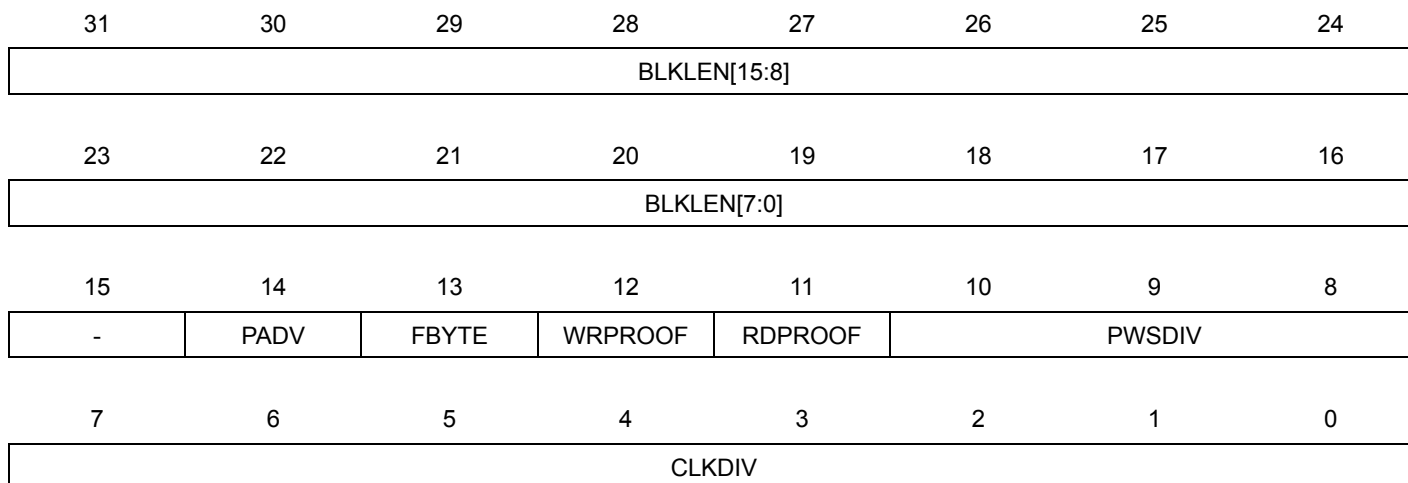 31 30 29 28 27 26 25 24
BLKLEN[15:8]
23 22 21 20 19 18 17 16
BLKLEN[7:0]
15 14 13 12 11 10 9 8
- PADV FBYTE WRPROOF RDPROOF PWSDIV
7 6 5 4 3 2 1 0
CLKDIV